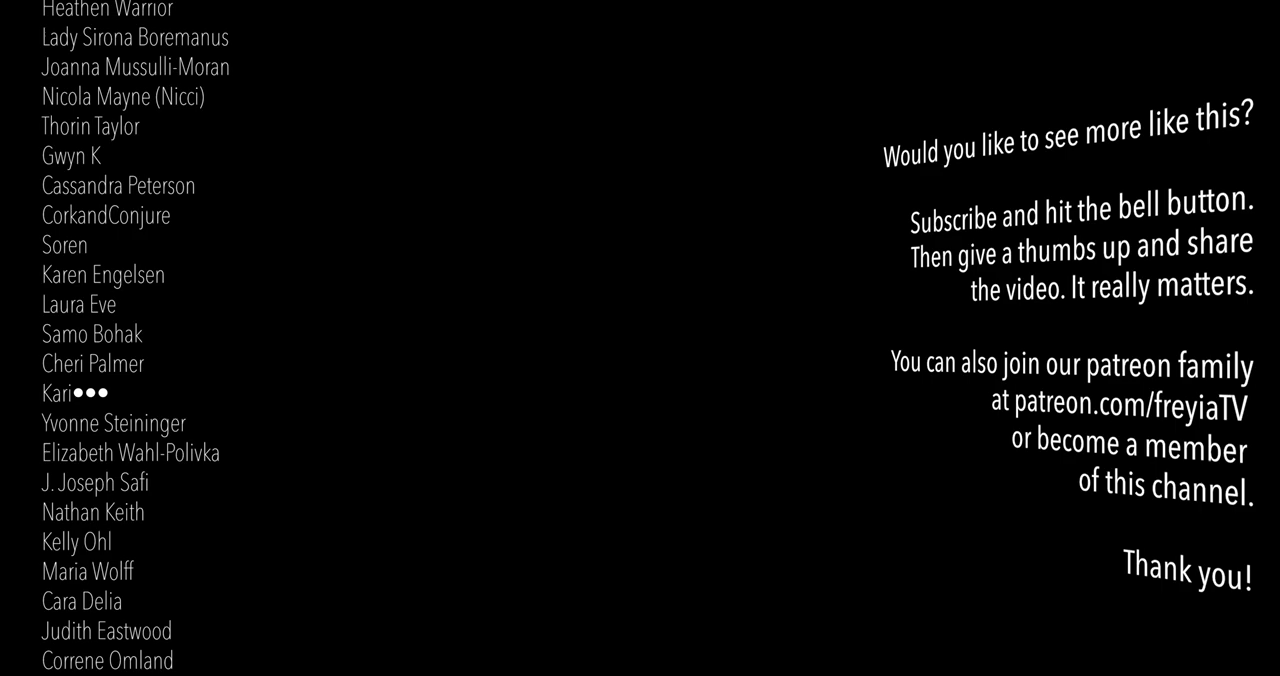 Heathen Warrior
Lady Sirona Boremanus
Joanna Mussulli-Moran
Nicola Mayne (Nicci)
Thorin Taylor
Gwyn K
Cassandra Peterson
CorkandConjure
Soren
Karen Engelsen
Laura Eve
Samo Bohak
Cheri Palmer
Kari●●●
Yvonne Steininger
Elizabeth Wahl-Polivka
J. Joseph Safi
Nathan Keith
Kelly Ohl
Maria Wolff
Cara Delia
Judith Eastwood
Correne Omland
Would you like to see more like this?
Subscribe and hit the bell button.
Then give a thumbs up and share
the video. It really matters.
You can also join our patreon family
at patreon.com/freyiaTV
or become a member
of this channel.
Thank you!